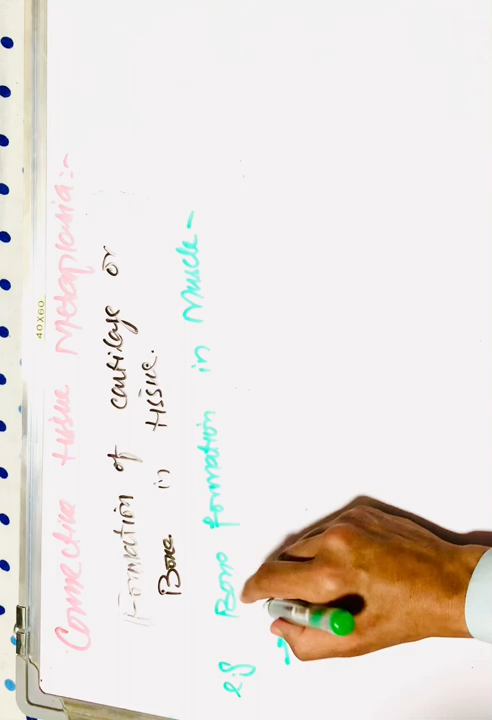 Connective tissue Metaplasia:-
Formation of cartilage or
Bone in tissue.
e.g Bone formation in Muscle -
40X60